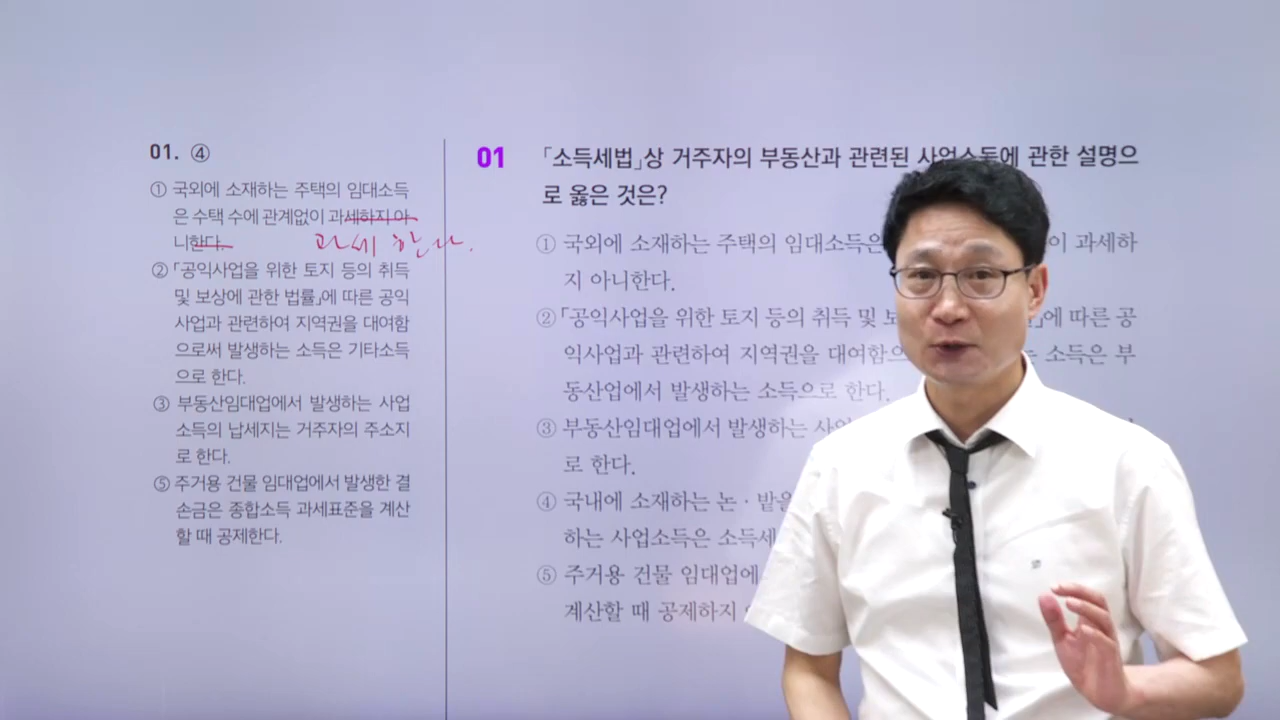 01. ④
① 국외에 소재하는 주택의 임대소득
은 수택 수에 관계없이 과세하지 아
니한다.
과세 한다.
② 「공익사업을 위한 토지 등의 취득
및 보상에 관한 법률」에 따른 공익
사업과 관련하여 지역권을 대여함
으로써 발생하는 소득은 기타소득
으로 한다.
③ 부동산임대업에서 발생하는 사업
소득의 납세지는 거주자의 주소지
로 한다.
⑤ 주거용 건물 임대업에서 발생한 결
손금은 종합소득 과세표준을 계산
할 때 공제한다.
01 「소득세법」상 거주자의 부동산과 관련된 사업소득에 관한 설명으
로 옳은 것은?
① 국외에 소재하는 주택의 임대소득은 이 과세하
지 아니한다.
② 「공익사업을 위한 토지 등의 취득 및 」에 따른 공
익사업과 관련하여 지역권을 대여함으 는 소득은 부
동산업에서 발생하는 소득으로 한다.
③ 부동산임대업에서 발생하는
로 한다.
④ 국내에 소재하는 논 · 밭을
하는 사업소득은 소득세
⑤ 주거용 건물 임대업에
계산할 때 공제하지